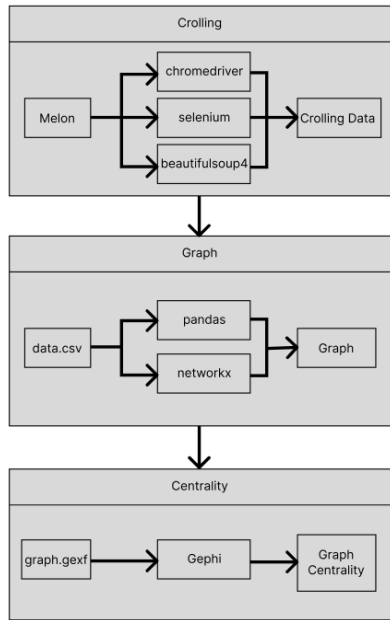 Crolling
chromedriver
Melon
selenium
Crolling Data
beautifulsoup4
Graph
pandas
data.csv
Graph
networkx
Centrality
graph.gexf
Gephi
Graph
Centrality